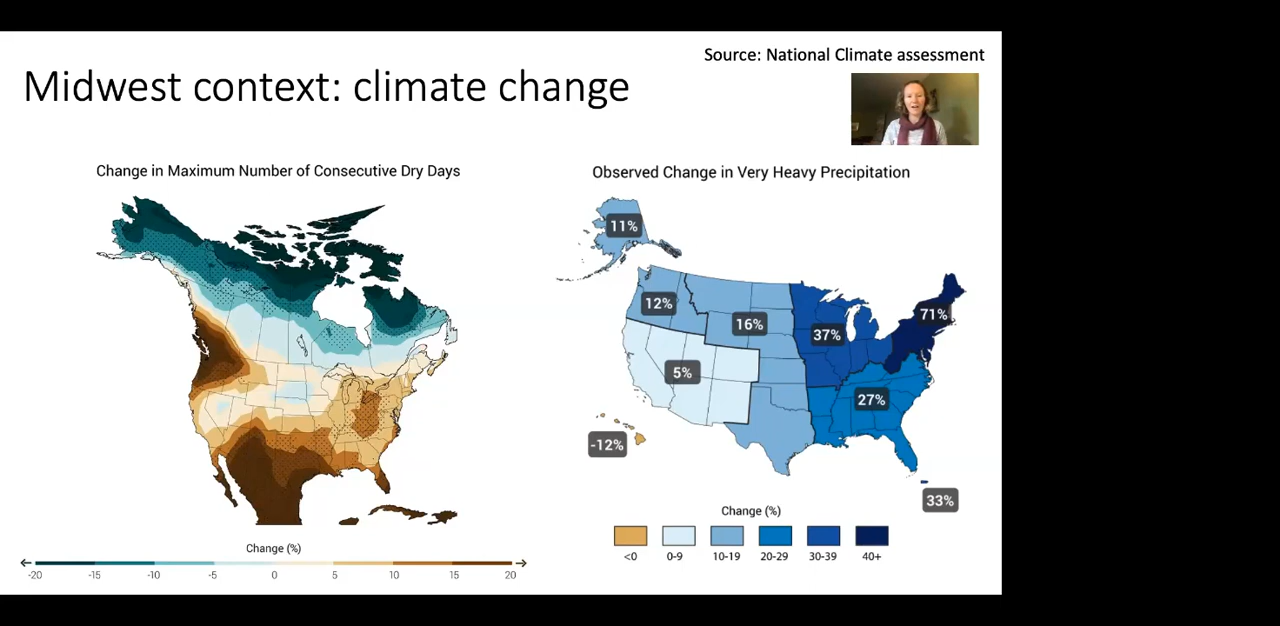 Source: National Climate assessment
Midwest context: climate change
Change in Maximum Number of Consecutive Dry Days
Change (%)
-20 -15 -10 -5 0 5 10 15 20
Observed Change in Very Heavy Precipitation
11%
12%
16%
37%
71%
5%
27%
-12%
33%
Change (%)
<0 0-9 10-19 20-29 30-39 40+